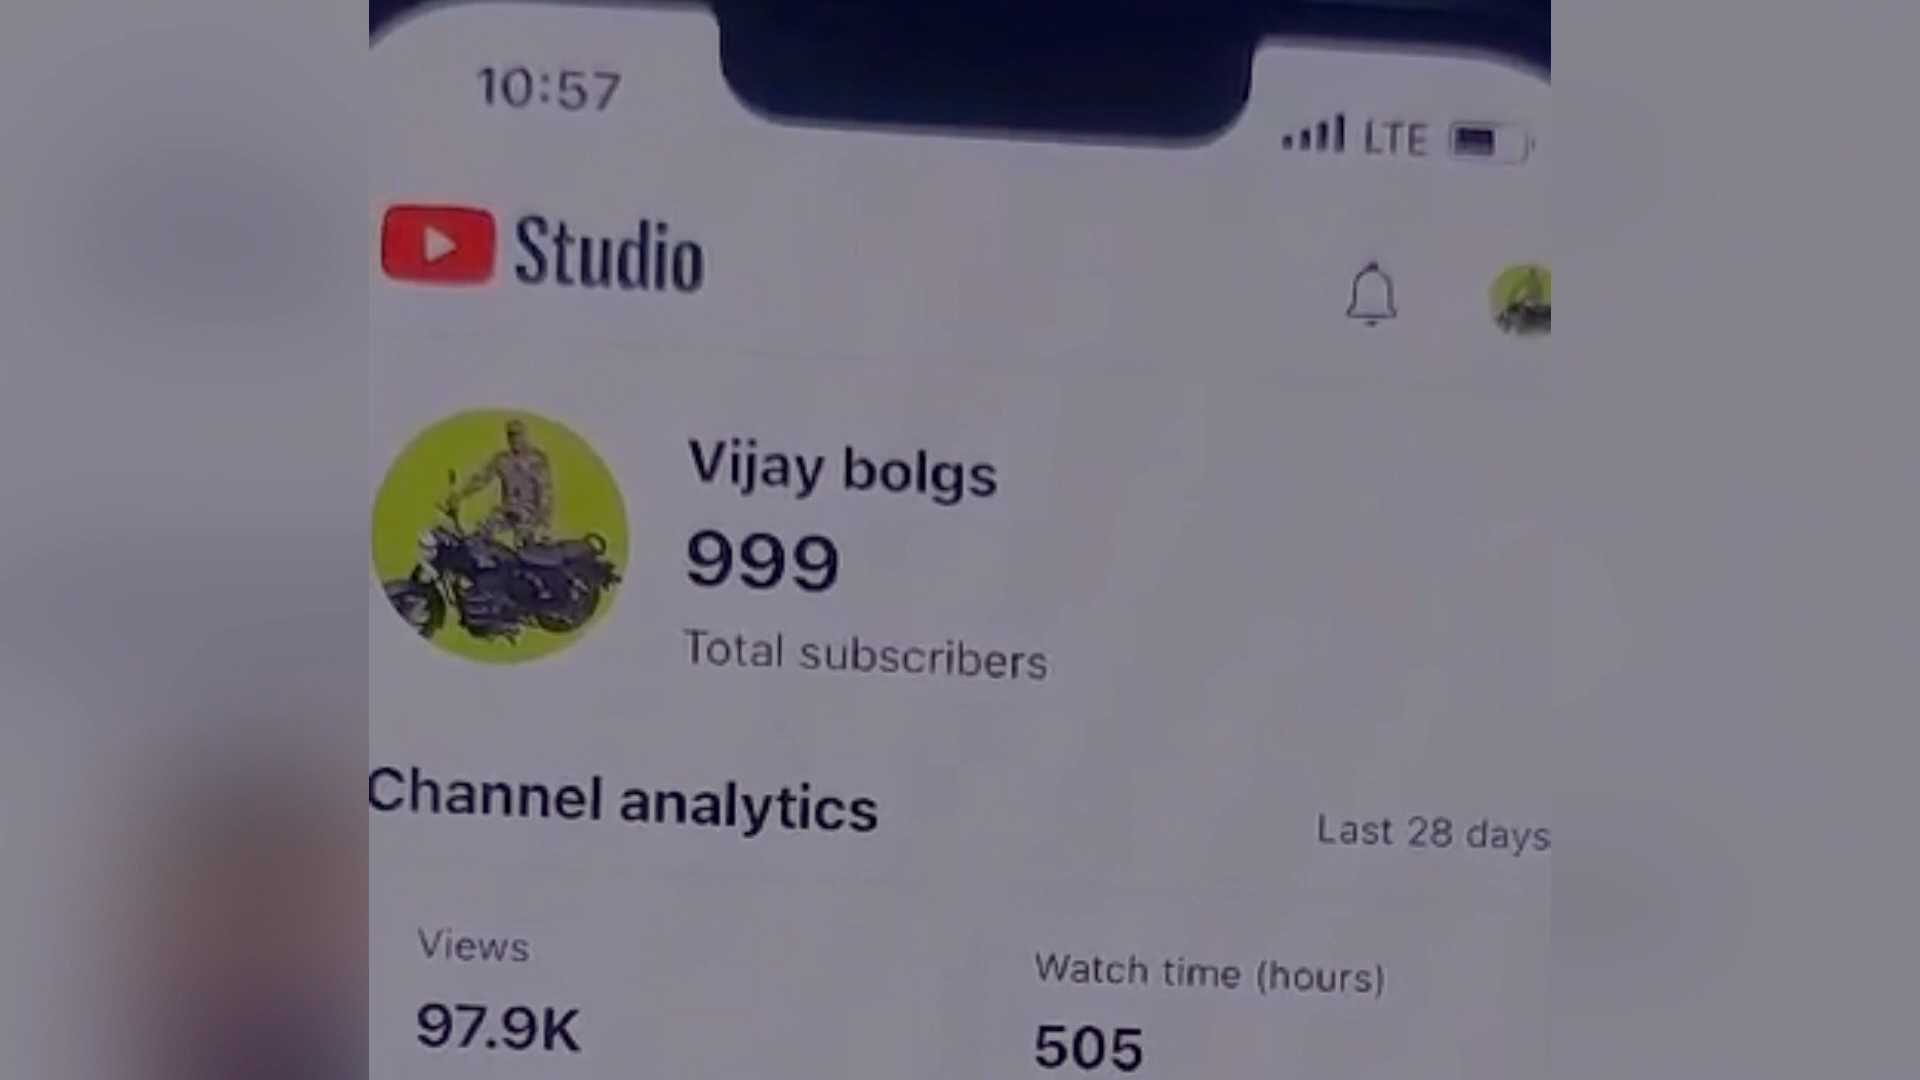 10:57
LTE
Studio
Vijay bolgs
999
Total subscribers
Channel analytics
Last 28 days
Views
Watch time (hours)
97.9K
505